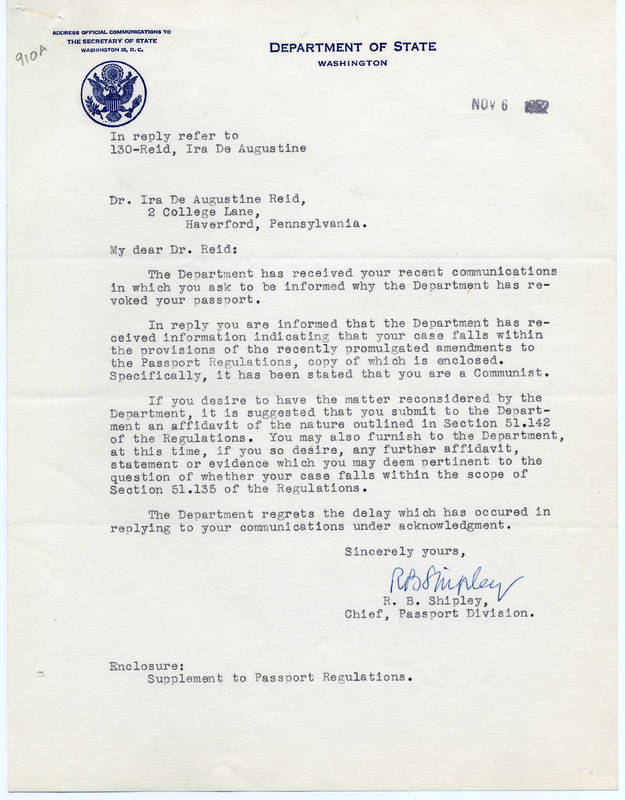 ADDRESS OFFICIAL COMMUNICATIONS TO
THE SECRETARY OF STATE
WASHINGTON 25, D. C.
910A
DEPARTMENT OF STATE
WASHINGTON
NOV 6 1952
In reply refer to
130-Reid, Ira De Augustine
Dr. Ira De Augustine Reid,
2 College Lane,
Haverford, Pennsylvania.
My dear Dr. Reid:
The Department has received your recent communications
in which you ask to be informed why the Department has re-
voked your passport.
In reply you are informed that the Department has re-
ceived information indicating that your case falls within
the provisions of the recently promulgated amendments to
the Passport Regulations, copy of which is enclosed.
Specifically, it has been stated that you are a Communist.
If you desire to have the matter reconsidered by the
Department, it is suggested that you submit to the Depart-
ment an affidavit of the nature outlined in Section 51.142
of the Regulations. You may also furnish to the Department,
at this time, if you so desire, any further affidavit,
statement or evidence which you may deem pertinent to the
question of whether your case falls within the scope of
Section 51.135 of the Regulations.
The Department regrets the delay which has occured in
replying to your communications under acknowledgment.
Sincerely yours,
RBShipley
R. B. Shipley,
Chief, Passport Division.
Enclosure:
Supplement to Passport Regulations.